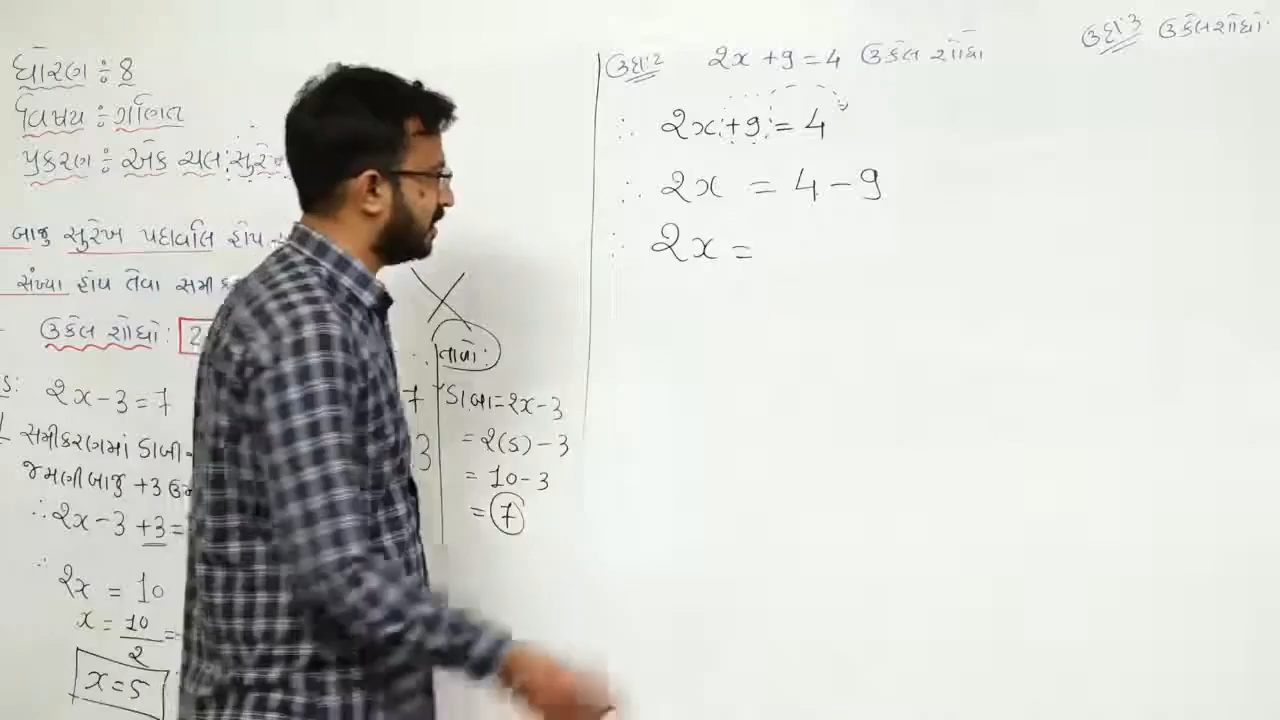 ધોરણ ÷ 8
વિષય ÷ ગણિત
પ્રકરણ ÷ એક ચલ સુરેખ
બાજુ સુરેખ પદાવલિ હોય
સંખ્યા હોય તેવા સમીક
ઉકેલ શોધો: 2
2x - 3 = 7
સમીકરણમાં ડાબી
જમણીબાજુ +3 ઉમ
∴ 2x - 3 + 3 =
∴ 2x = 10
x = 10/2 =
x = 5
7
3
તાળો:
ડા.બા = 2x - 3
= 2(5) - 3
= 10 - 3
= 7
ઉદા:2 2x + 9 = 4 ઉકેલ શોધો
∴ 2x + 9 = 4
∴ 2x = 4 - 9
∴ 2x =
ઉદા:3 ઉકેલ શોધો.